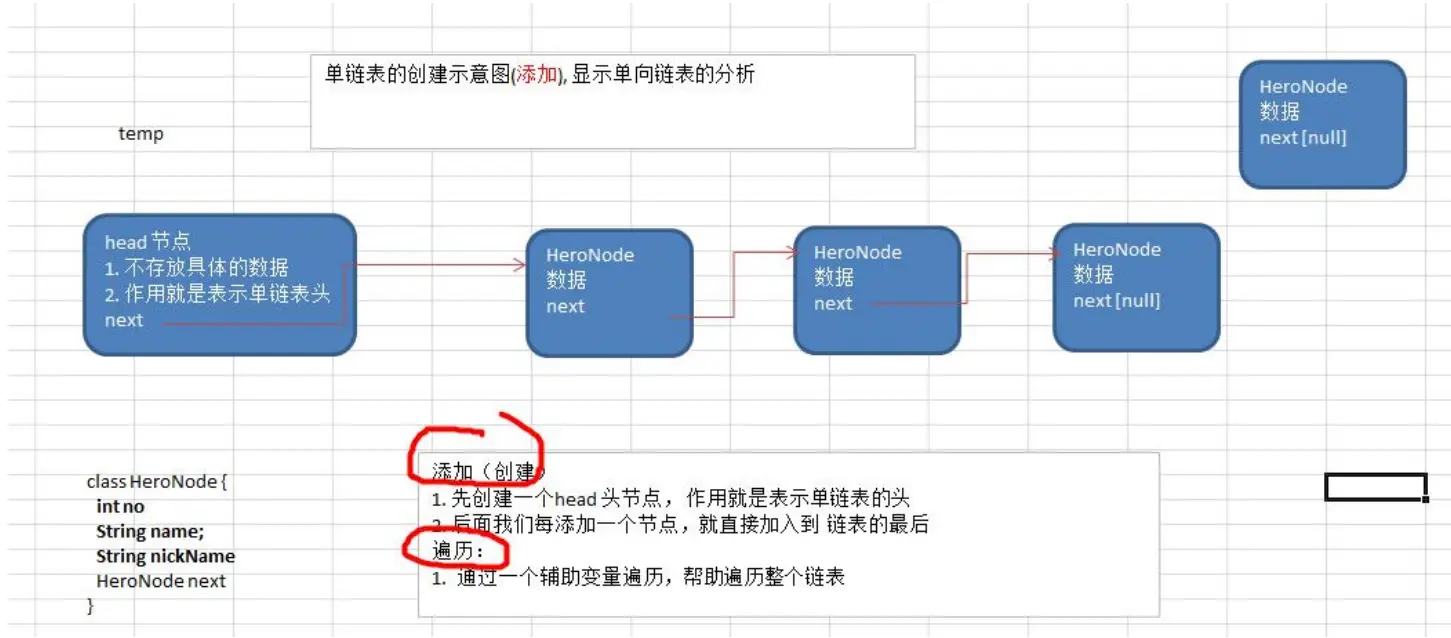 单链表的创建示意图(添加), 显示单向链表的分析
temp
HeroNode
数据
next [null]
head 节点
1. 不存放具体的数据
2. 作用就是表示单链表头
next
HeroNode
数据
next
HeroNode
数据
next
HeroNode
数据
next [null]
class HeroNode {
int no
String name;
String nickName
HeroNode next
}
添加（创建）
1. 先创建一个head 头节点， 作用就是表示单链表的头
2. 后面我们每添加一个节点，就直接加入到 链表的最后
遍历：
1. 通过一个辅助变量遍历，帮助遍历整个链表